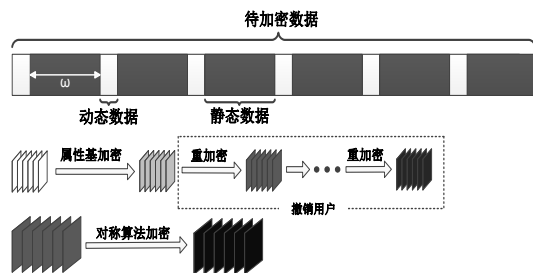 待加密数据
ω
动态数据
静态数据
属性基加密
重加密
重加密
撤销用户
对称算法加密